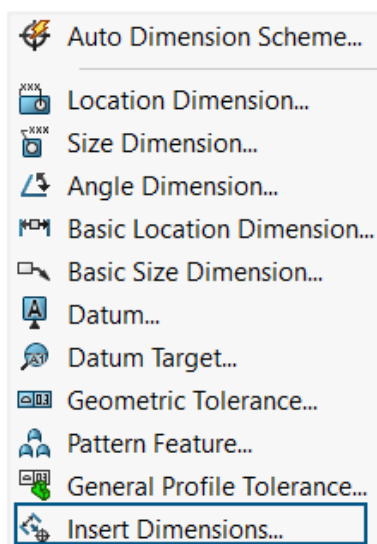 Auto Dimension Scheme...
Location Dimension...
Size Dimension...
Angle Dimension...
Basic Location Dimension...
Basic Size Dimension...
Datum...
Datum Target...
Geometric Tolerance...
Pattern Feature...
General Profile Tolerance...
Insert Dimensions...